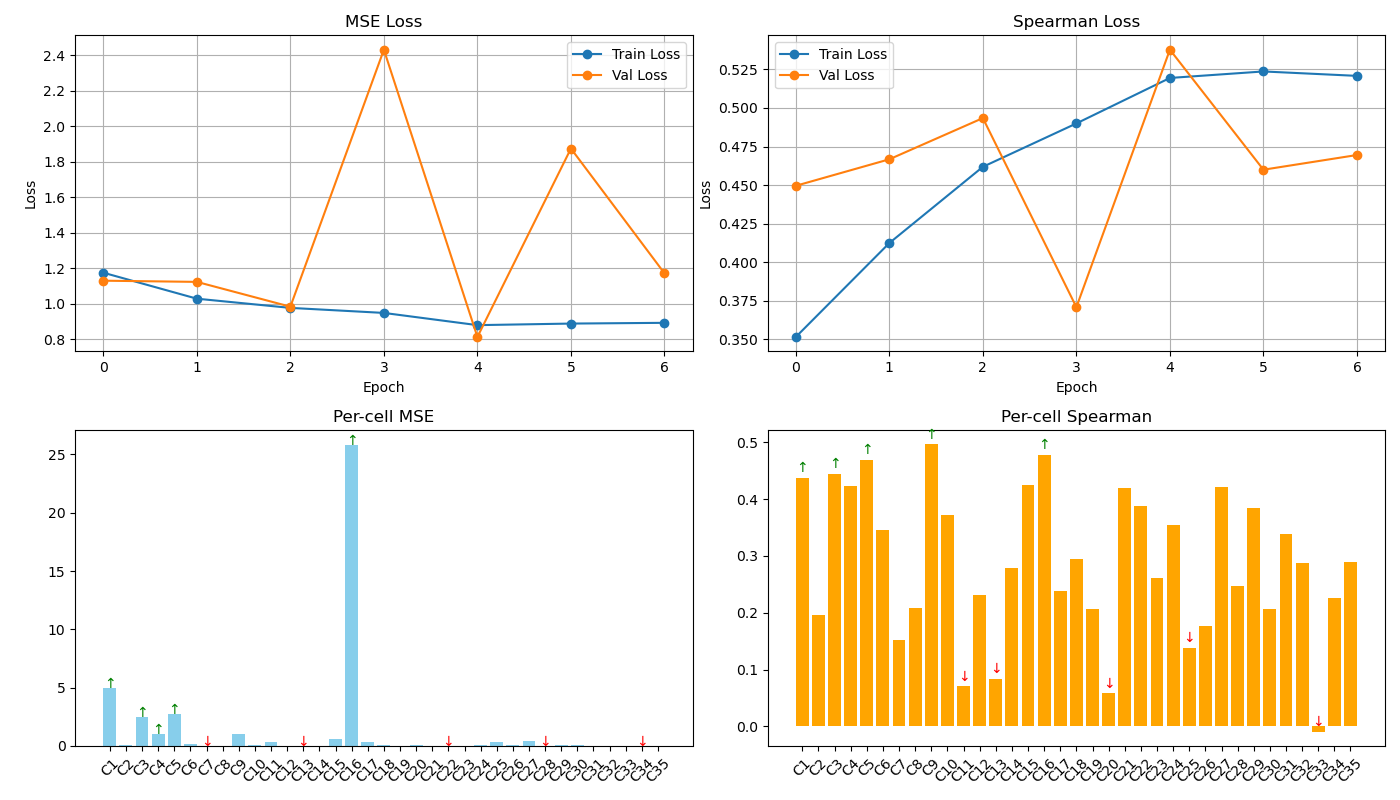 MSE Loss
Train Loss
Val Loss
2.4
2.2
2.0
1.8
1.6
1.4
1.2
1.0
0.8
Loss
0 1 2 3 4 5 6
Epoch
Spearman Loss
Train Loss
Val Loss
0.525
0.500
0.475
0.450
0.425
0.400
0.375
0.350
Loss
0 1 2 3 4 5 6
Epoch
Per-cell MSE
↑
↑
↑ ↑ ↑
↓ ↓ ↓ ↓ ↓
25
20
15
10
5
0
C1 C2 C3 C4 C5 C6 C7 C8 C9 C10 C11 C12 C13 C14 C15 C16 C17 C18 C19 C20 C21 C22 C23 C24 C25 C26 C27 C28 C29 C30 C31 C32 C33 C34 C35
Per-cell Spearman
↑ ↑ ↑ ↑ ↑
↓ ↓ ↓ ↓ ↓
0.5
0.4
0.3
0.2
0.1
0.0
C1 C2 C3 C4 C5 C6 C7 C8 C9 C10 C11 C12 C13 C14 C15 C16 C17 C18 C19 C20 C21 C22 C23 C24 C25 C26 C27 C28 C29 C30 C31 C32 C33 C34 C35